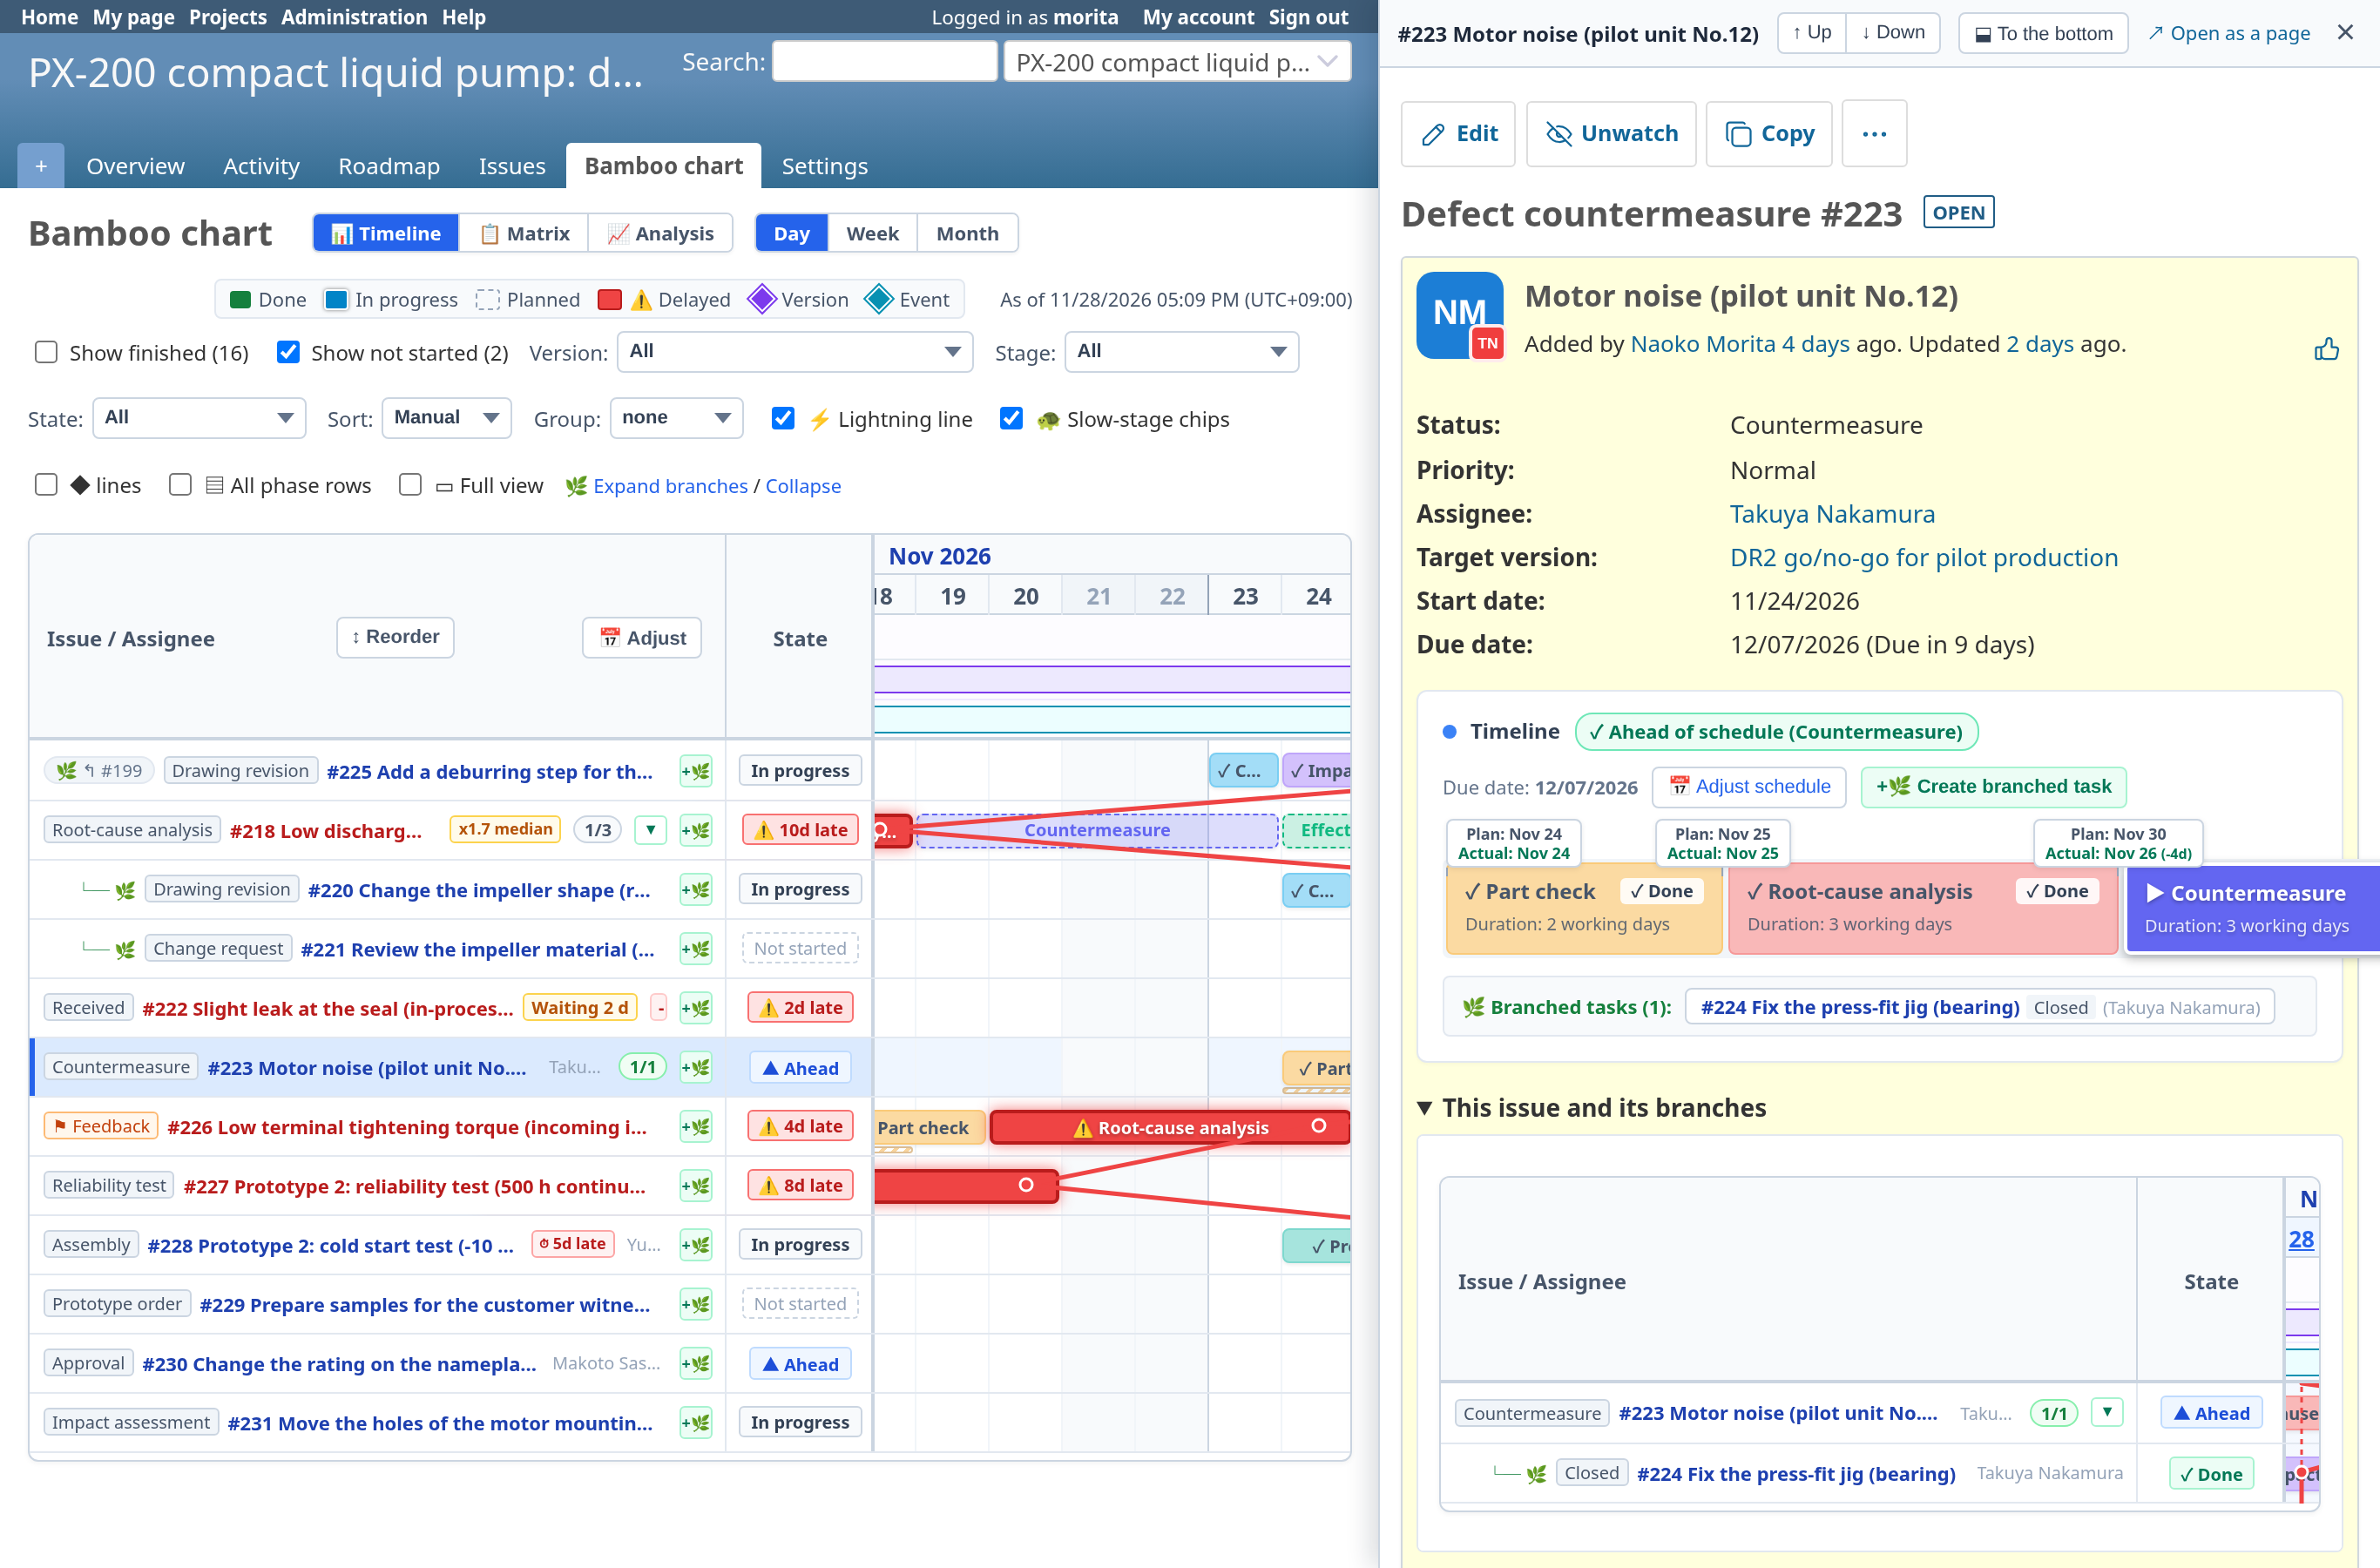 Home My page Projects Administration Help
Logged in as morita My account Sign out
PX-200 compact liquid pump: d...
Search: PX-200 compact liquid p...
+ Overview Activity Roadmap Issues Bamboo chart Settings
Bamboo chart
📊 Timeline 📋 Matrix 📈 Analysis
Day Week Month
Done In progress Planned ⚠️ Delayed Version Event
As of 11/28/2026 05:09 PM (UTC+09:00)
Show finished (16) Show not started (2) Version: All Stage: All
State: All Sort: Manual Group: none ⚡ Lightning line 🐢 Slow-stage chips
◆ lines ▤ All phase rows ▭ Full view 🌿 Expand branches / Collapse
Issue / Assignee ↕ Reorder 📅 Adjust State
Nov 2026
18 19 20 21 22 23 24
🌿 ↰ #199 Drawing revision #225 Add a deburring step for th... +🌿 In progress ✓ C... ✓ Impa
Root-cause analysis #218 Low discharg... x1.7 median 1/3 ▼ +🌿 ⚠️ 10d late Countermeasure Effect
🌿 Drawing revision #220 Change the impeller shape (r... +🌿 In progress ✓ C...
🌿 Change request #221 Review the impeller material (... +🌿 Not started
Received #222 Slight leak at the seal (in-proces... Waiting 2 d - +🌿 ⚠️ 2d late
Countermeasure #223 Motor noise (pilot unit No.... Taku... 1/1 +🌿 ▲ Ahead ✓ Part
⚑ Feedback #226 Low terminal tightening torque (incoming i... +🌿 ⚠️ 4d late Part check ⚠️ Root-cause analysis
Reliability test #227 Prototype 2: reliability test (500 h continu... +🌿 ⚠️ 8d late
Assembly #228 Prototype 2: cold start test (-10 ... ⏱ 5d late Yu... +🌿 In progress ✓ Pr
Prototype order #229 Prepare samples for the customer witne... +🌿 Not started
Approval #230 Change the rating on the namepla... Makoto Sas... +🌿 ▲ Ahead
Impact assessment #231 Move the holes of the motor mountin... +🌿 In progress
#223 Motor noise (pilot unit No.12) ↑ Up ↓ Down ⬓ To the bottom ↗ Open as a page ✕
Edit Unwatch Copy ...
Defect countermeasure #223 OPEN
NM TN
Motor noise (pilot unit No.12)
Added by Naoko Morita 4 days ago. Updated 2 days ago.
Status: Countermeasure
Priority: Normal
Assignee: Takuya Nakamura
Target version: DR2 go/no-go for pilot production
Start date: 11/24/2026
Due date: 12/07/2026 (Due in 9 days)
Timeline ✓ Ahead of schedule (Countermeasure)
Due date: 12/07/2026 📅 Adjust schedule +🌿 Create branched task
Plan: Nov 24 Plan: Nov 25 Plan: Nov 30
Actual: Nov 24 Actual: Nov 25 Actual: Nov 26 (-4d)
✓ Part check ✓ Done ✓ Root-cause analysis ✓ Done ▶ Countermeasure
Duration: 2 working days Duration: 3 working days Duration: 3 working days
🌿 Branched tasks (1): #224 Fix the press-fit jig (bearing) Closed (Takuya Nakamura)
▼ This issue and its branches
Issue / Assignee State
N
28
Countermeasure #223 Motor noise (pilot unit No.... Taku... 1/1 ▼ ▲ Ahead
🌿 Closed #224 Fix the press-fit jig (bearing) Takuya Nakamura ✓ Done